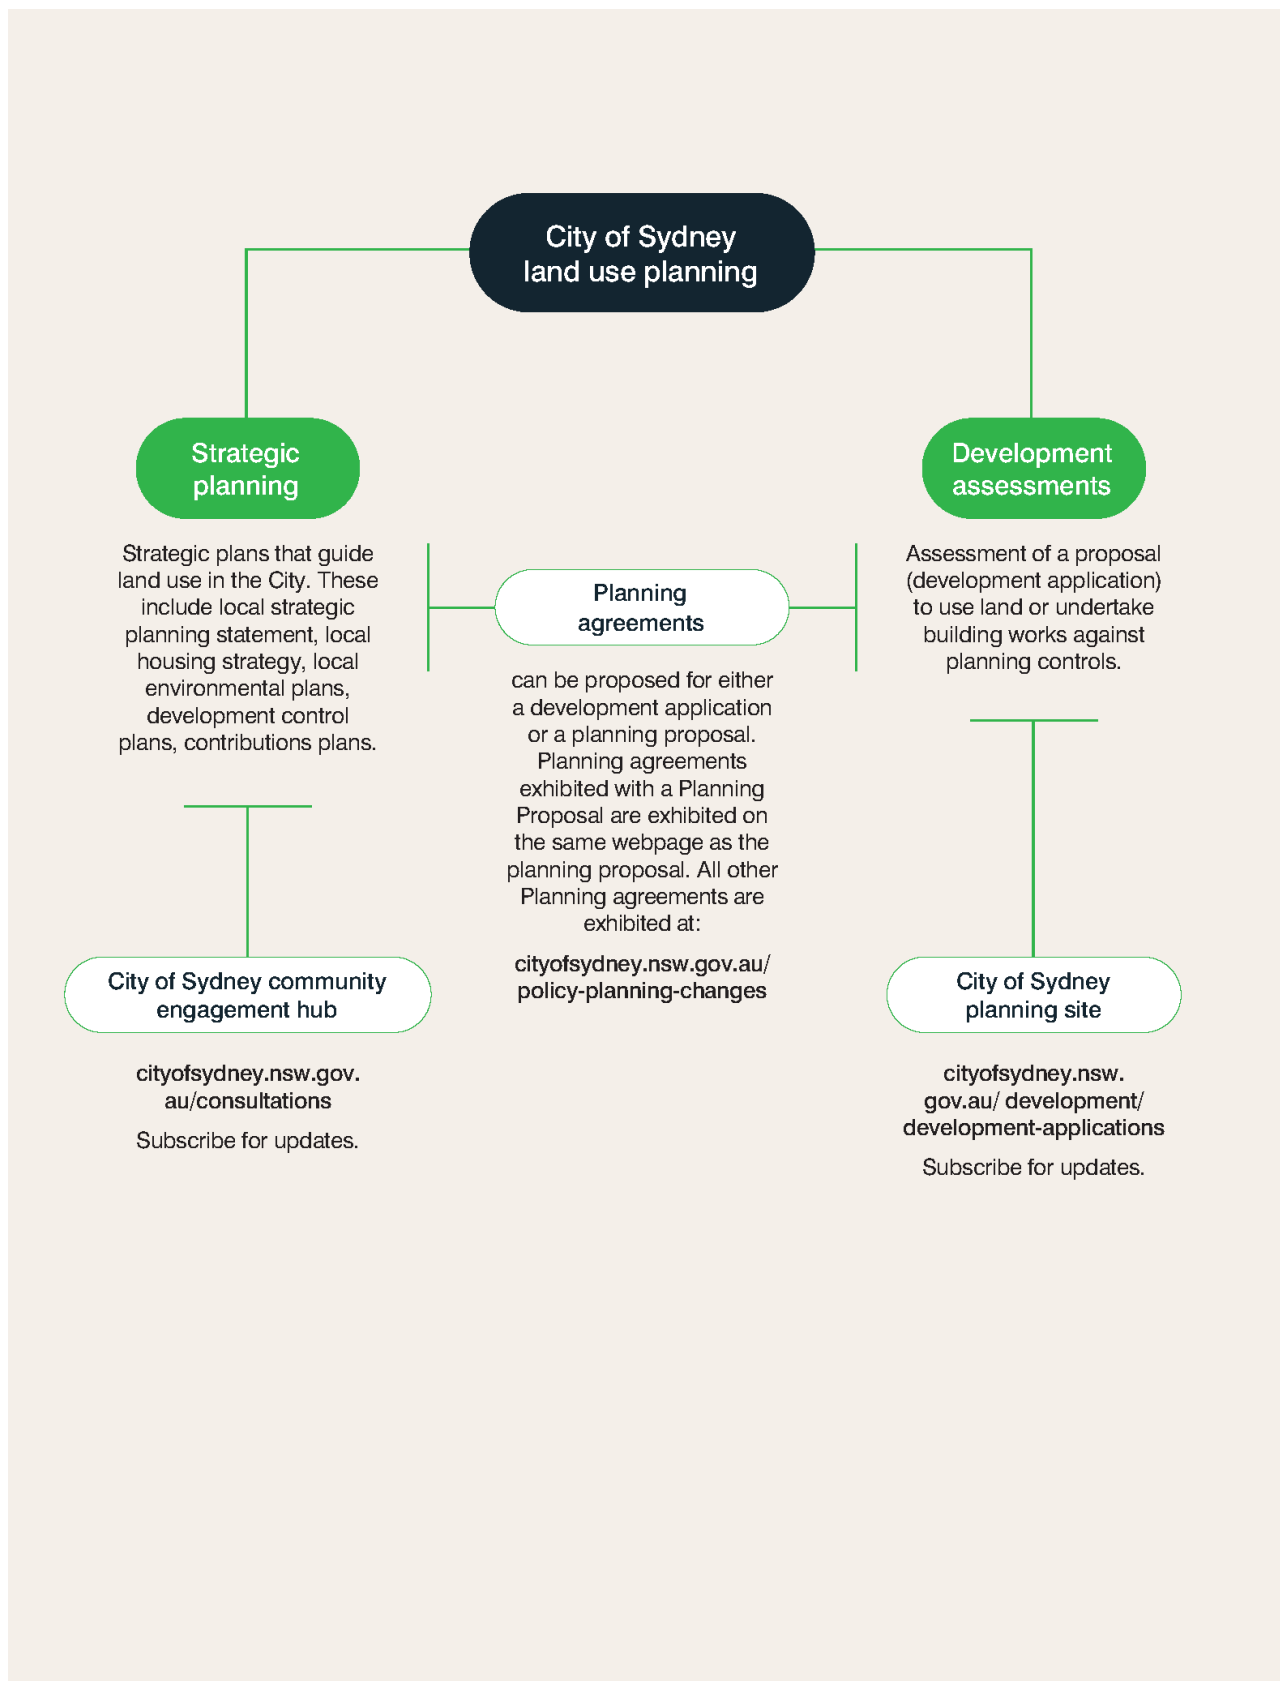 City of Sydney
land use planning
Strategic
planning
Strategic plans that guide
land use in the City. These
include local strategic
planning statement, local
housing strategy, local
environmental plans,
development control
plans, contributions plans.
City of Sydney community
engagement hub
cityofsydney.nsw.gov.
au/consultations
Subscribe for updates.
Planning
agreements
can be proposed for either
a development application
or a planning proposal.
Planning agreements
exhibited with a Planning
Proposal are exhibited on
the same webpage as the
planning proposal. All other
Planning agreements are
exhibited at:
cityofsydney.nsw.gov.au/
policy-planning-changes
Development
assessments
Assessment of a proposal
(development application)
to use land or undertake
building works against
planning controls.
City of Sydney
planning site
cityofsydney.nsw.
gov.au/ development/
development-applications
Subscribe for updates.